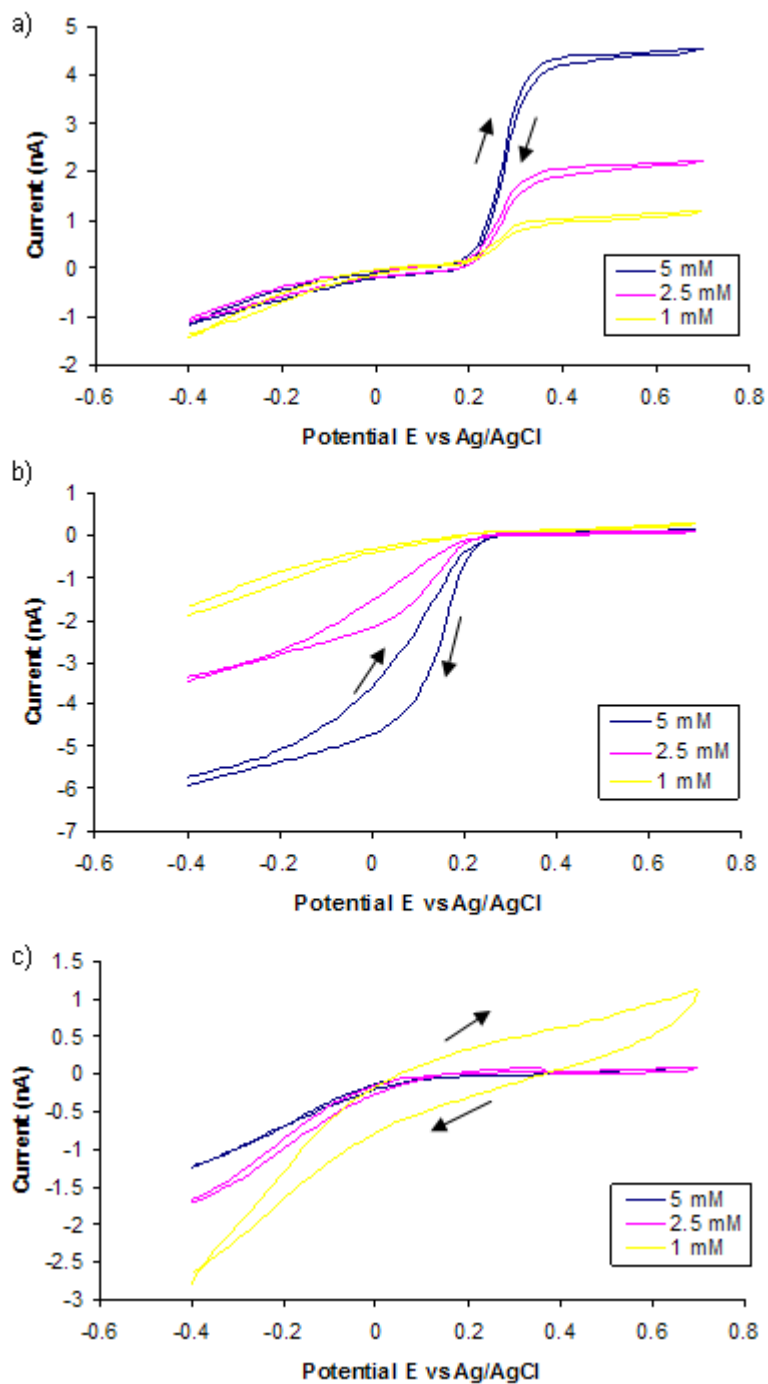 a)
5
4
3
2
1
0
-1
-2
Current (nA)
5 mM
2.5 mM
1 mM
-0.6 -0.4 -0.2 0 0.2 0.4 0.6 0.8
Potential E vs Ag/AgCl
b)
1
0
-1
-2
-3
-4
-5
-6
-7
Current (nA)
5 mM
2.5 mM
1 mM
-0.6 -0.4 -0.2 0 0.2 0.4 0.6 0.8
Potential E vs Ag/AgCl
c)
1.5
1
0.5
0
-0.5
-1
-1.5
-2
-2.5
-3
Current (nA)
5 mM
2.5 mM
1 mM
-0.6 -0.4 -0.2 0 0.2 0.4 0.6 0.8
Potential E vs Ag/AgCl